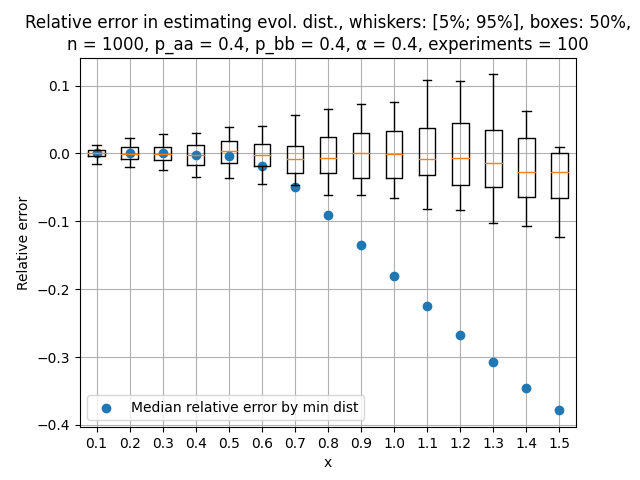 Relative error in estimating evol. dist., whiskers: [5%; 95%], boxes: 50%,
n = 1000, p_aa = 0.4, p_bb = 0.4, α = 0.4, experiments = 100
Relative error
0.1
0.0
−0.1
−0.2
−0.3
−0.4
Median relative error by min dist
0.1 0.2 0.3 0.4 0.5 0.6 0.7 0.8 0.9 1.0 1.1 1.2 1.3 1.4 1.5
x